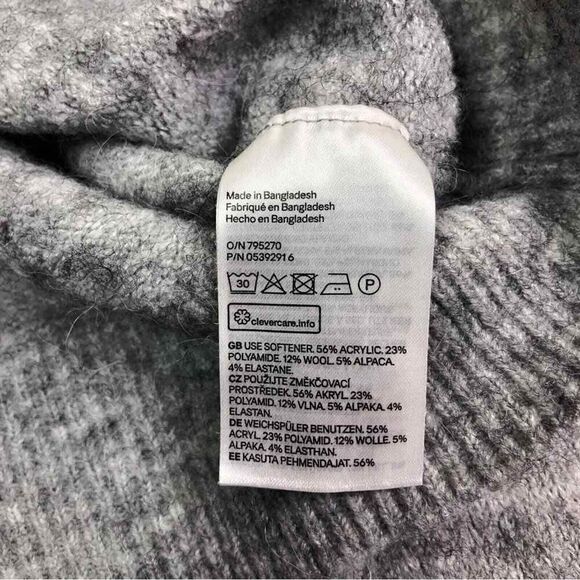 Made in Bangladesh
Fabriqué en Bangladesh
Hecho en Bangladesh
O/N 795270
P/N 0539291 6
30 P
clevercare.info
GB USE SOFTENER. 56% ACRYLIC. 23%
POLYAMIDE. 12% WOOL. 5% ALPACA.
4% ELASTANE.
CZ POUŽIJTE ZMĚKČOVACÍ
PROSTŘEDEK. 56% AKRYL. 23%
POLYAMID. 12% VLNA. 5% ALPAKA. 4%
ELASTAN.
DE WEICHSPÜLER BENUTZEN. 56%
ACRYL. 23% POLYAMID. 12% WOLLE. 5%
ALPAKA. 4% ELASTHAN.
EE KASUTA PEHMENDAJAT. 56%